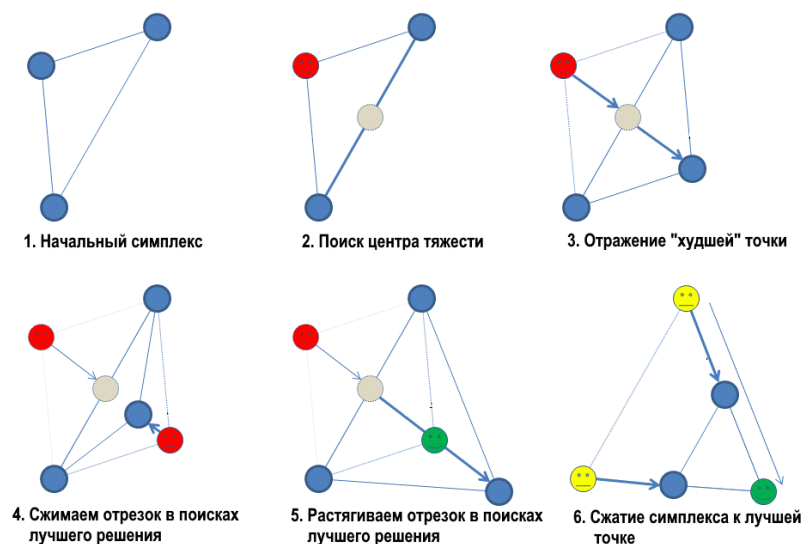 1. Начальный симплекс
2. Поиск центра тяжести
3. Отражение "худшей" точки
4. Сжимаем отрезок в поисках
лучшего решения
5. Растягиваем отрезок в поисках
лучшего решения
6. Сжатие симплекса к лучшей
точке